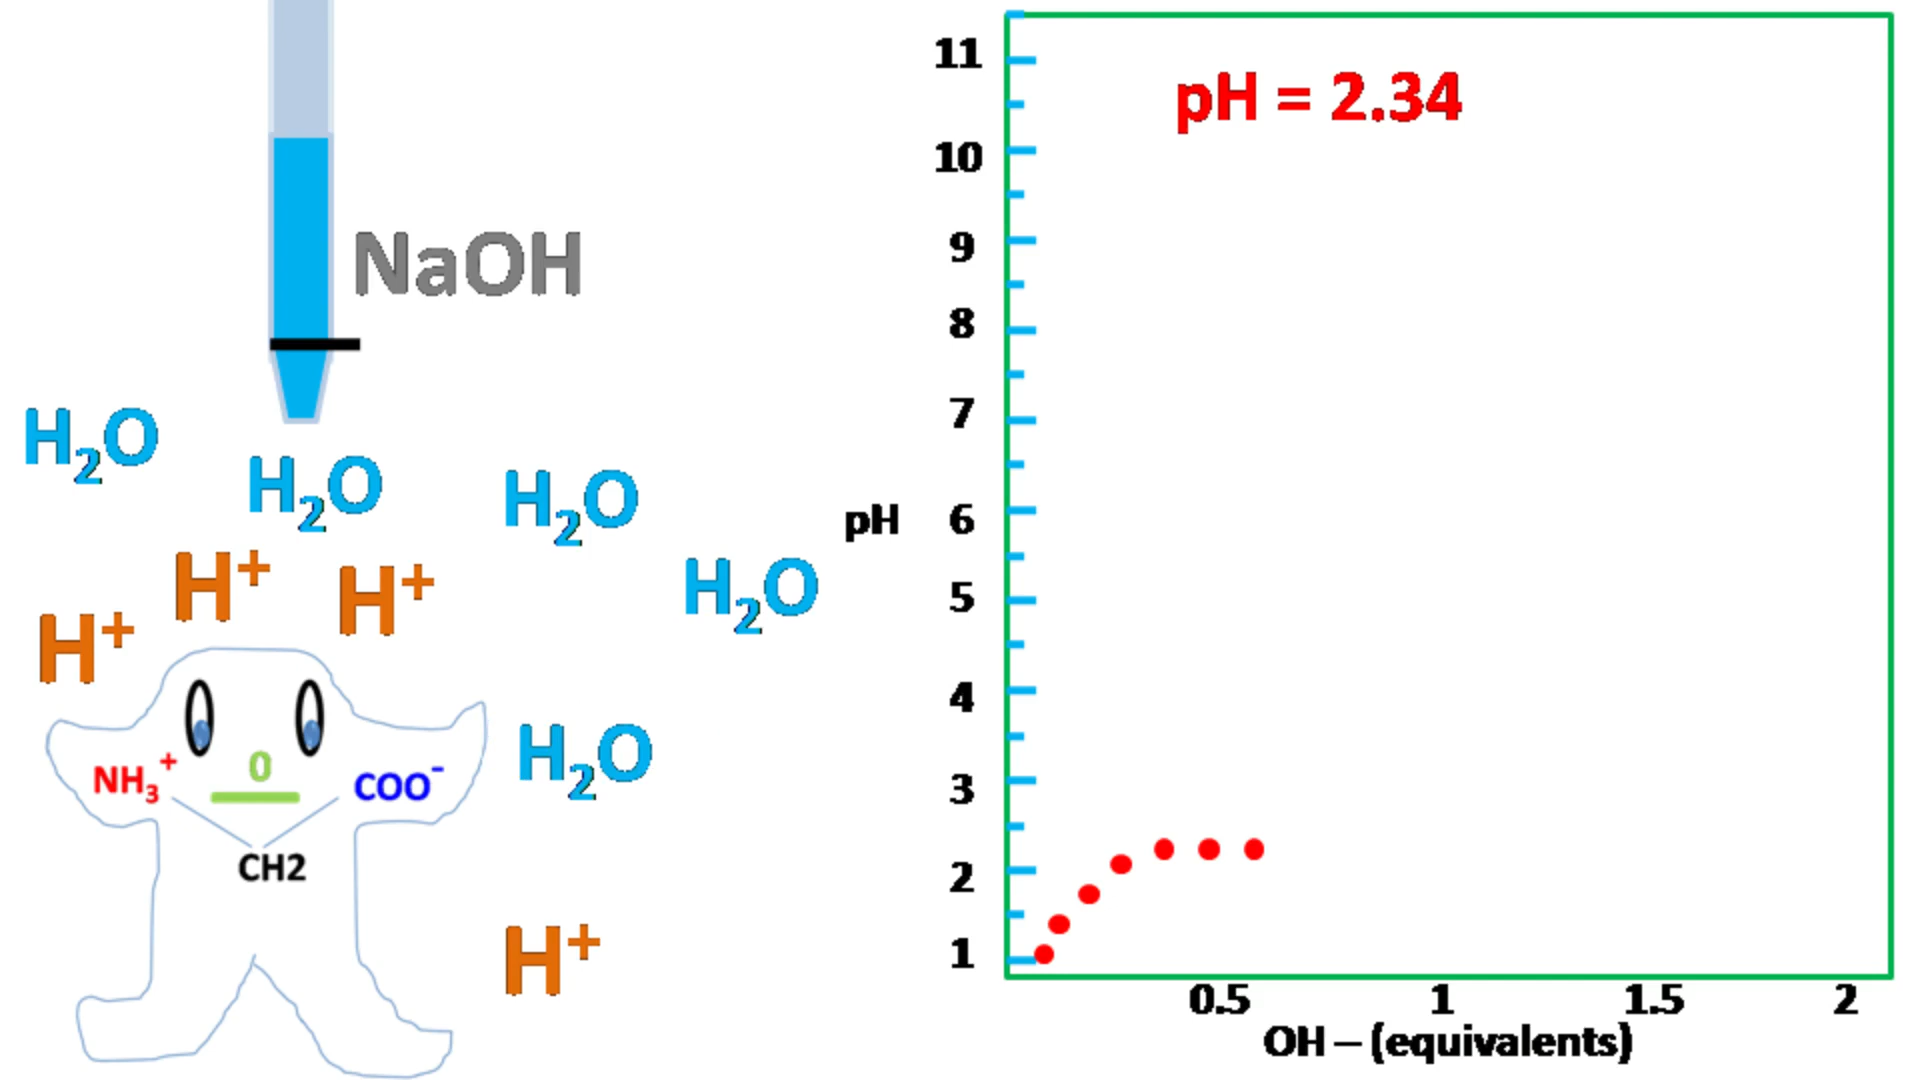 NaOH
H₂O
H₂O
H₂O
H₂O
H⁺
H⁺
H⁺
H₂O
NH₃⁺
0
COO⁻
CH2
H⁺
pH = 2.34
11
10
9
8
7
pH
6
5
4
3
2
1
0.5 1 1.5 2
OH – (equivalents)